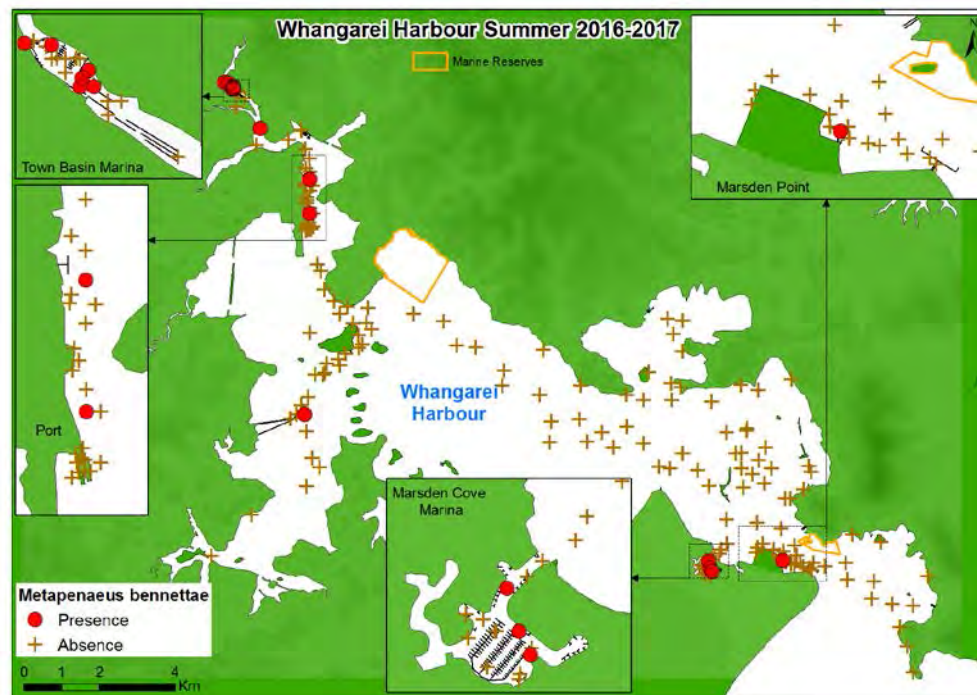 Whangarei Harbour Summer 2016-2017
Marine Reserves
N
Town Basin Marina
Marsden Point
Port
Whangarei
Harbour
Marsden Cove
Marina
Metapenaeus bennettae
Presence
Absence
0 1 2 4
Km